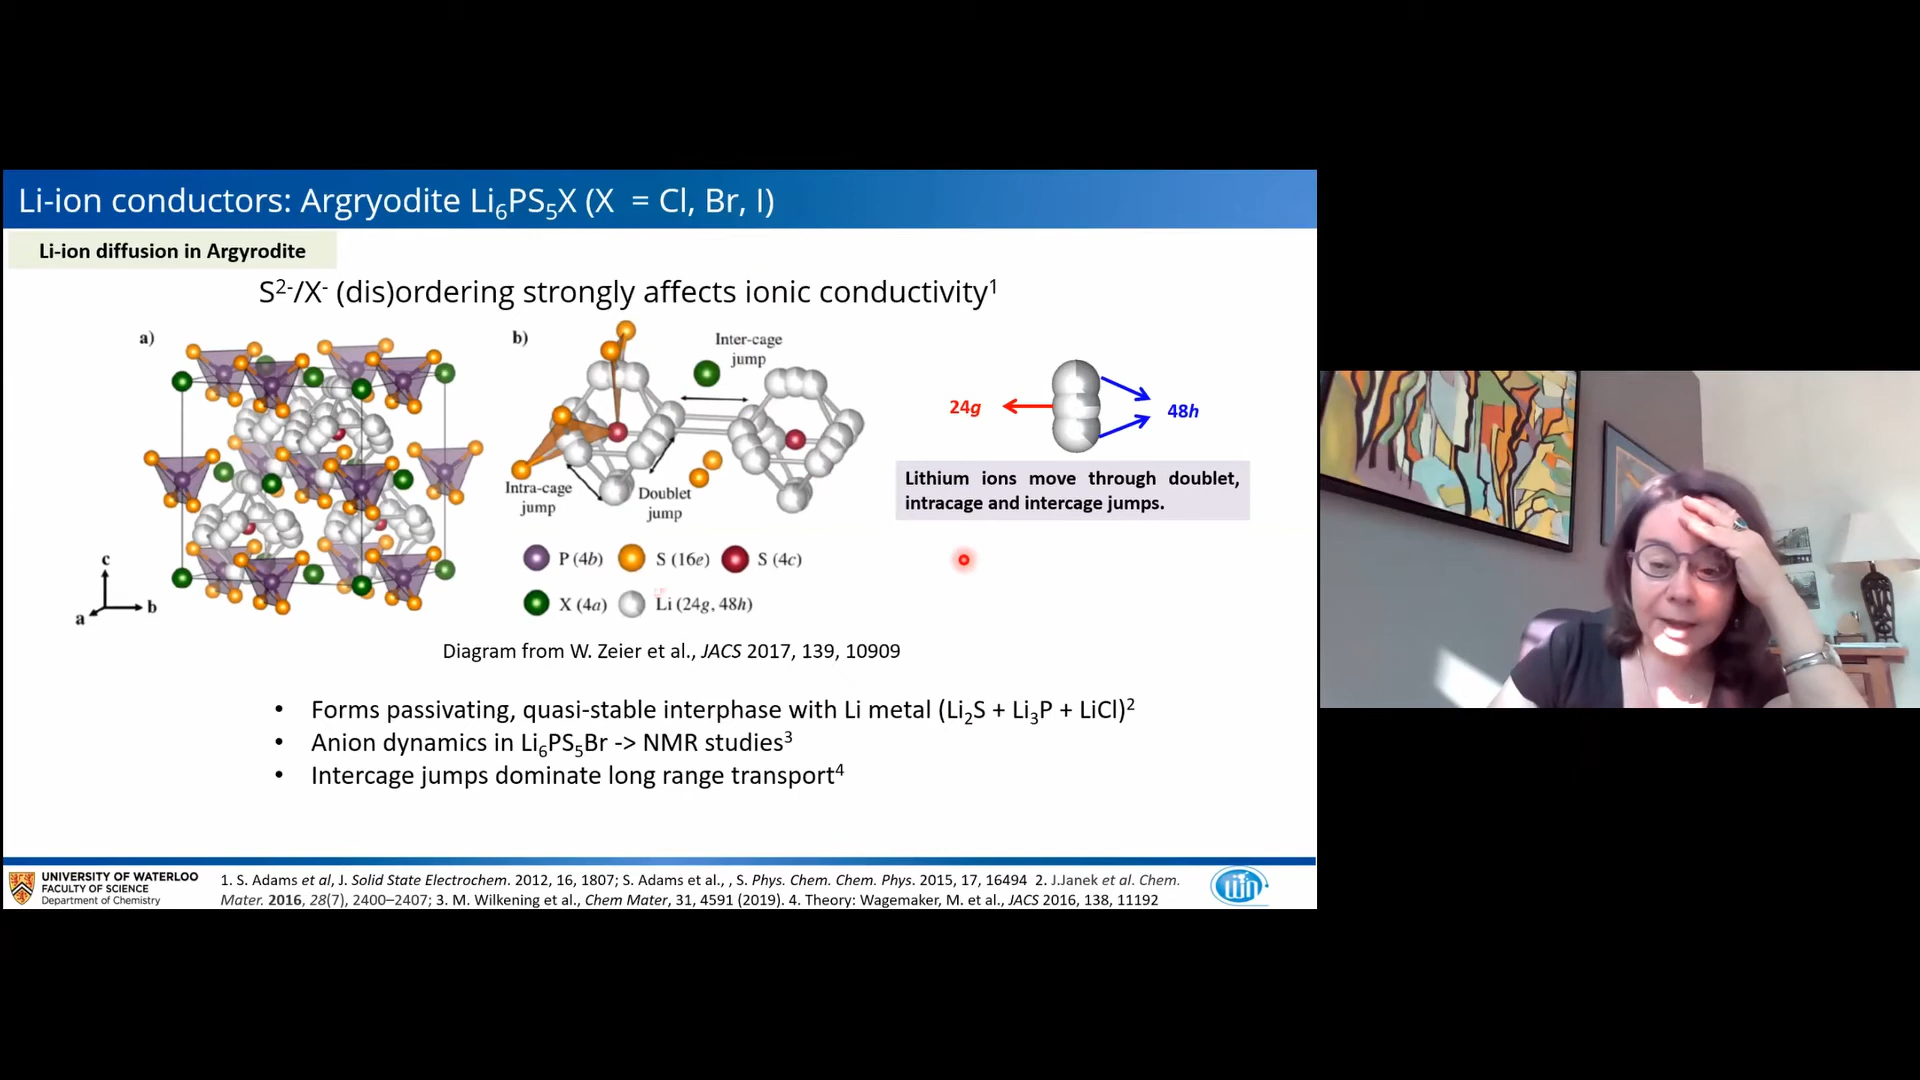 Li-ion conductors: Argryodite Li₆PS₅X (X = Cl, Br, I)
Li-ion diffusion in Argyrodite
S²⁻/X⁻ (dis)ordering strongly affects ionic conductivity¹
a)
b)
Inter-cage
jump
Intra-cage
jump
Doublet
jump
24g
48h
Lithium ions move through doublet,
intracage and intercage jumps.
c
b
a
P (4b) S (16e) S (4c)
X (4a) Li (24g, 48h)
Diagram from W. Zeier et al., JACS 2017, 139, 10909
• Forms passivating, quasi-stable interphase with Li metal (Li₂S + Li₃P + LiCl)²
• Anion dynamics in Li₆PS₅Br -> NMR studies³
• Intercage jumps dominate long range transport⁴
UNIVERSITY OF WATERLOO
FACULTY OF SCIENCE
Department of Chemistry
1. S. Adams et al, J. Solid State Electrochem. 2012, 16, 1807; S. Adams et al., , S. Phys. Chem. Chem. Phys. 2015, 17, 16494 2. J.Janek et al. Chem.
Mater. 2016, 28(7), 2400–2407; 3. M. Wilkening et al., Chem Mater, 31, 4591 (2019). 4. Theory: Wagemaker, M. et al., JACS 2016, 138, 11192
win